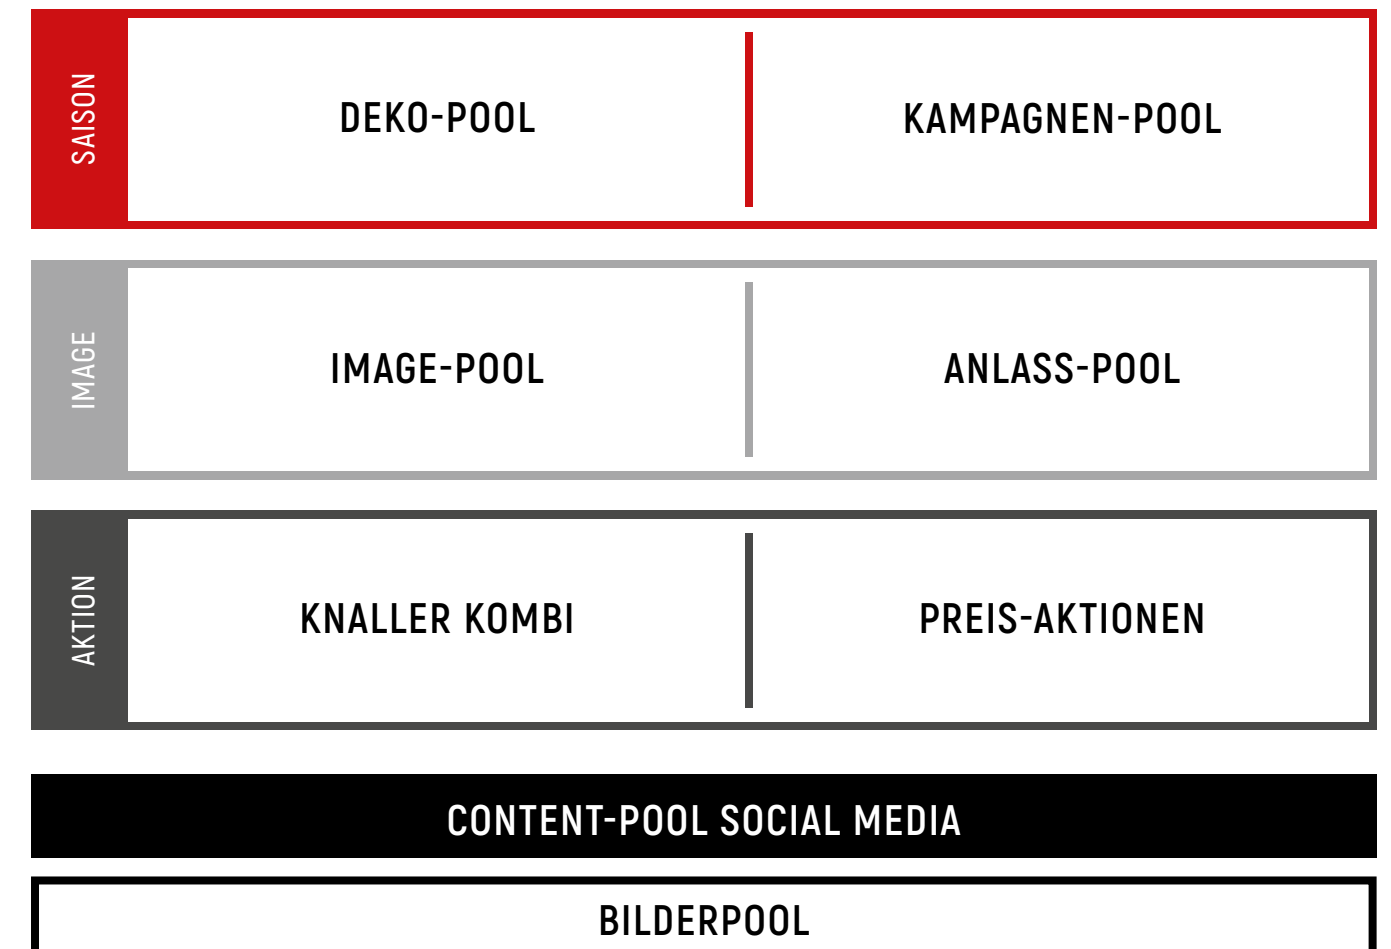 SAISON
DEKO-POOL
KAMPAGNEN-POOL
IMAGE
IMAGE-POOL
ANLASS-POOL
AKTION
KNALLER KOMBI
PREIS-AKTIONEN
CONTENT-POOL SOCIAL MEDIA
BILDERPOOL